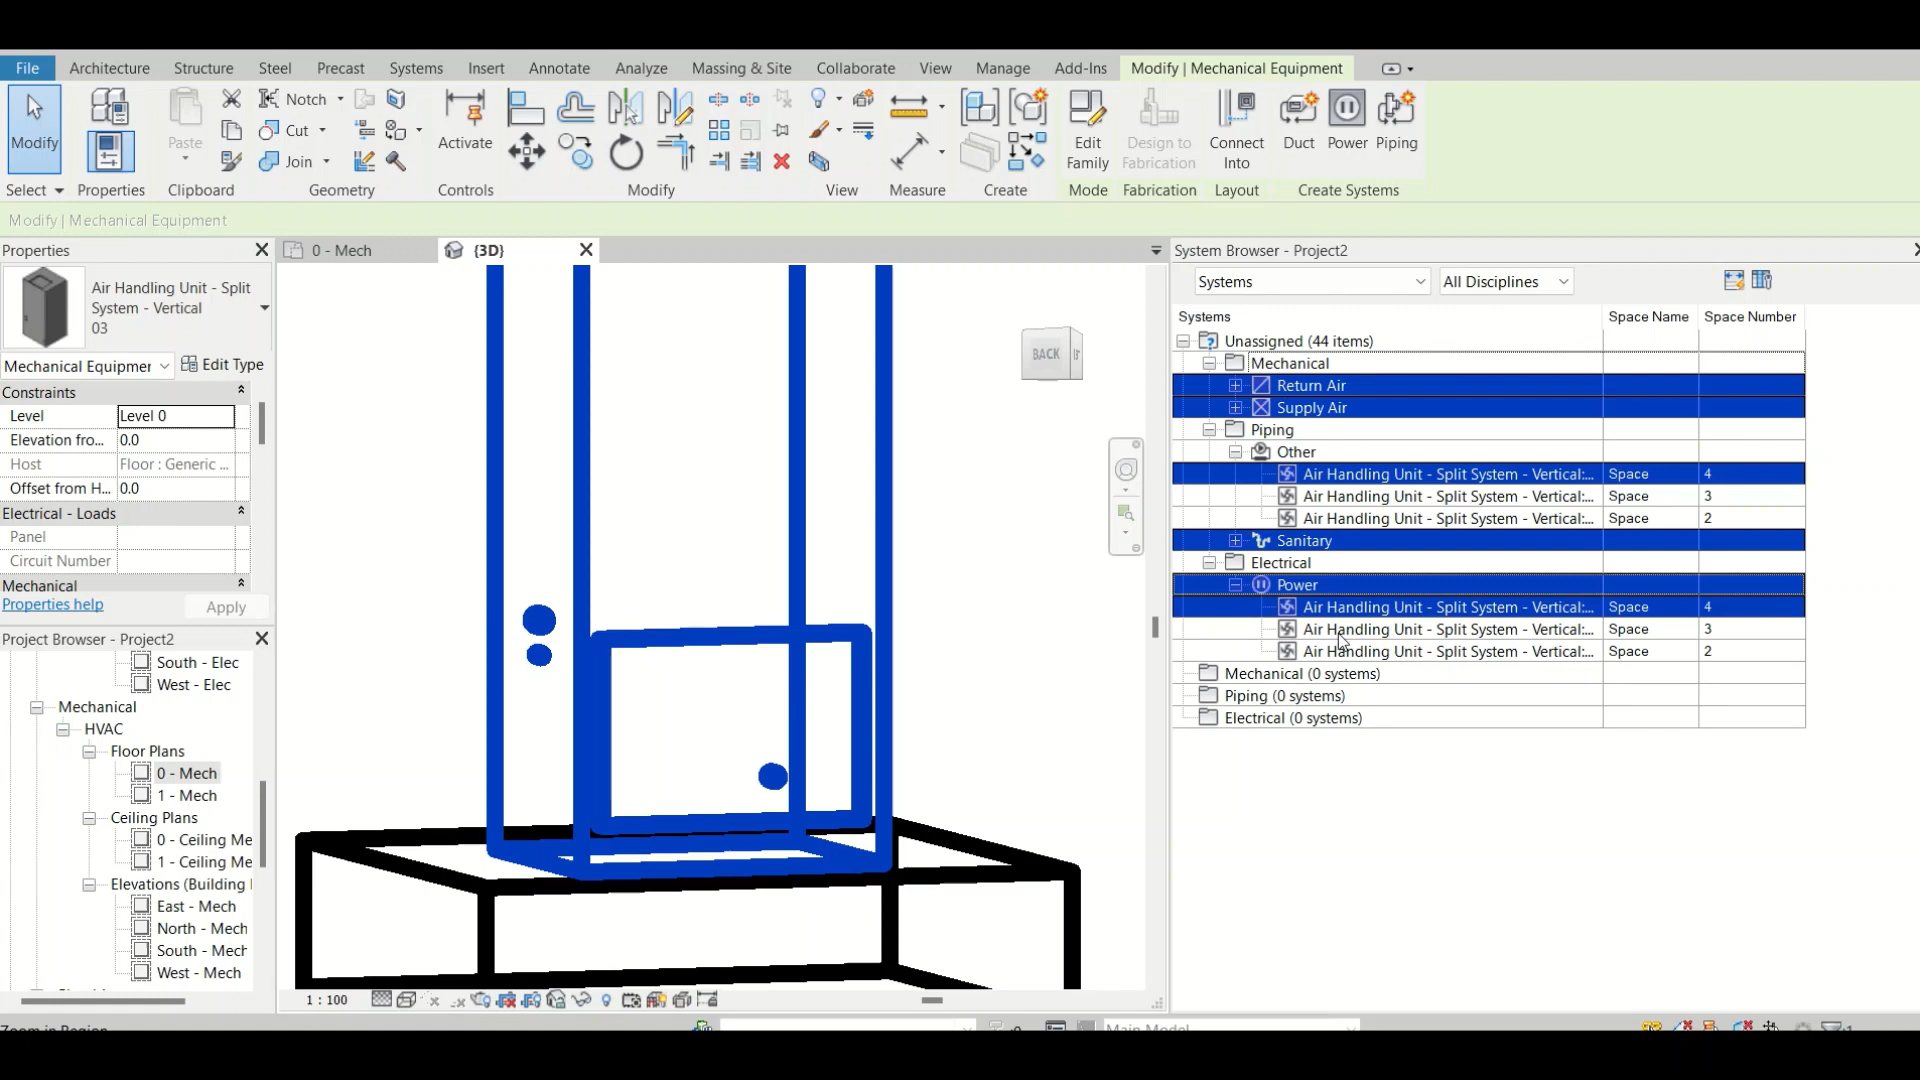 File Architecture Structure Steel Precast Systems Insert Annotate Analyze Massing & Site Collaborate View Manage Add-Ins Modify | Mechanical Equipment
Modify
Paste
Notch
Cut
Join
Activate
Edit Family
Design to Fabrication
Connect Into
Duct
Power
Piping
Select Properties Clipboard Geometry Controls Modify View Measure Create Mode Fabrication Layout Create Systems
Modify | Mechanical Equipment
Properties
Air Handling Unit - Split System - Vertical
03
Mechanical Equipmer Edit Type
Constraints
Level Level 0
Elevation fro... 0.0
Host Floor : Generic ...
Offset from H... 0.0
Electrical - Loads
Panel
Circuit Number
Mechanical
Properties help Apply
Project Browser - Project2
South - Elec
West - Elec
Mechanical
HVAC
Floor Plans
0 - Mech
1 - Mech
Ceiling Plans
0 - Ceiling Me
1 - Ceiling Me
Elevations (Building
East - Mech
North - Mech
South - Mech
West - Mech
0 - Mech
{3D}
BACK
1 : 100
System Browser - Project2
Systems All Disciplines
Systems Space Name Space Number
Unassigned (44 items)
Mechanical
Return Air
Supply Air
Piping
Other
Air Handling Unit - Split System - Vertical:... Space 4
Air Handling Unit - Split System - Vertical:... Space 3
Air Handling Unit - Split System - Vertical:... Space 2
Sanitary
Electrical
Power
Air Handling Unit - Split System - Vertical:... Space 4
Air Handling Unit - Split System - Vertical:... Space 3
Air Handling Unit - Split System - Vertical:... Space 2
Mechanical (0 systems)
Piping (0 systems)
Electrical (0 systems)
Zoom in Region
Main Model